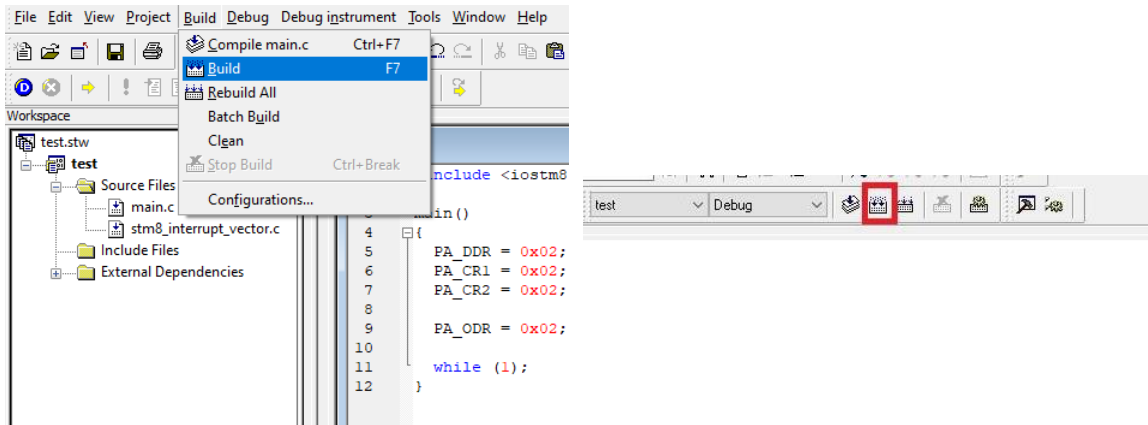 File Edit View Project Build Debug Debug instrument Tools Window Help
Compile main.c Ctrl+F7
Build F7
Rebuild All
Batch Build
Clean
Stop Build Ctrl+Break
Configurations...
Workspace
test.stw
test
Source Files
main.c
stm8_interrupt_vector.c
Include Files
External Dependencies
nclude <iostm8
3 main()
4 {
5 PA_DDR = 0x02;
6 PA_CR1 = 0x02;
7 PA_CR2 = 0x02;
8
9 PA_ODR = 0x02;
10
11 while (1);
12 }
test Debug